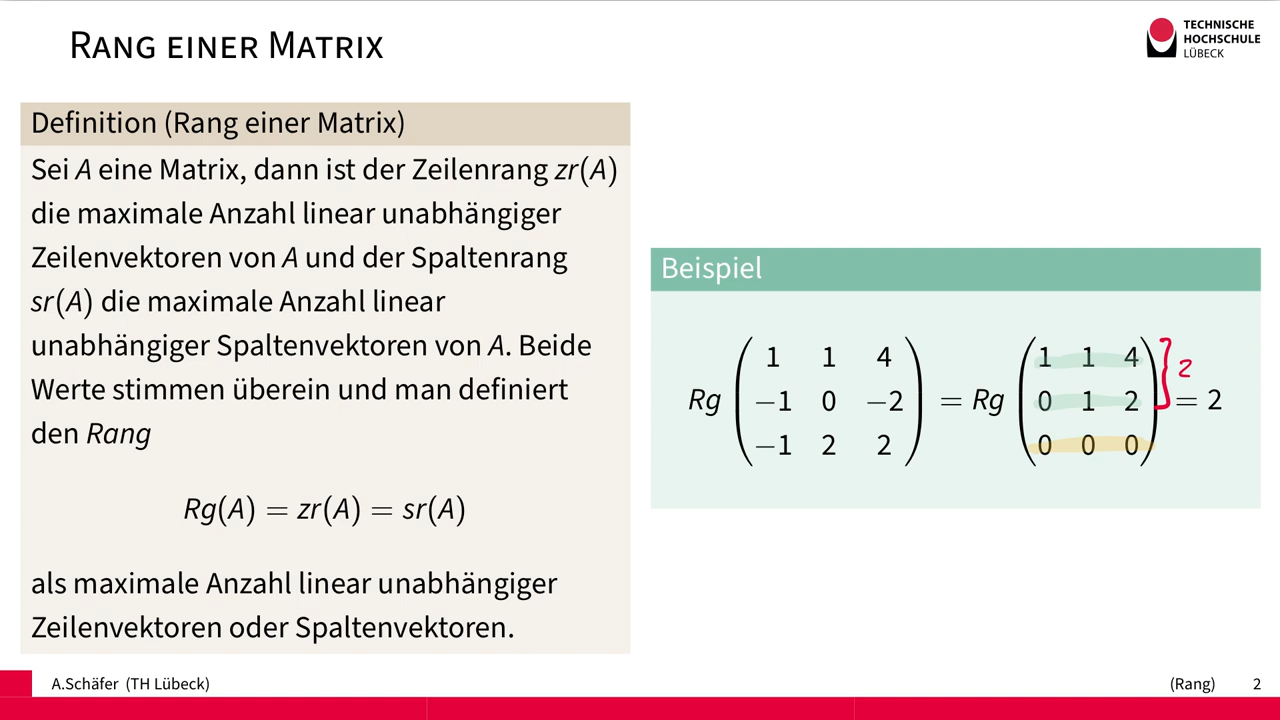 Rang einer Matrix
TECHNISCHE
HOCHSCHULE
LÜBECK
Definition (Rang einer Matrix)
Sei A eine Matrix, dann ist der Zeilenrang zr(A)
die maximale Anzahl linear unabhängiger
Zeilenvektoren von A und der Spaltenrang
sr(A) die maximale Anzahl linear
unabhängiger Spaltenvektoren von A. Beide
Werte stimmen überein und man definiert
den Rang
Rg(A) = zr(A) = sr(A)
als maximale Anzahl linear unabhängiger
Zeilenvektoren oder Spaltenvektoren.
Beispiel
1 1 4 1 1 4 2
Rg −1 0 −2 = Rg 0 1 2 = 2
−1 2 2 0 0 0
A.Schäfer (TH Lübeck) (Rang) 2